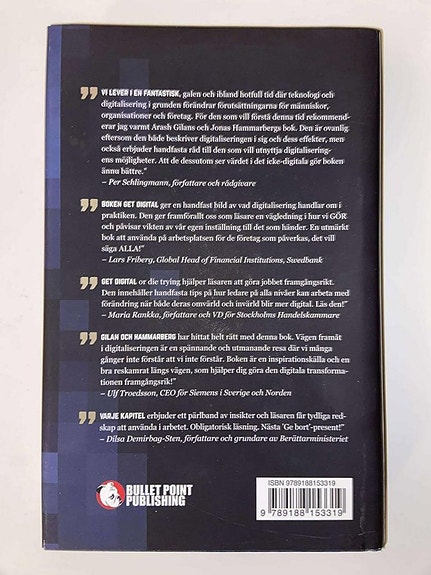 ” VI LEVER I EN FANTASTISK, galen och ibland hotfull tid där teknologi och
digitalisering i grunden förändrar förutsättningarna för människor,
organisationer och företag. För den som vill förstå denna tid rekommend-
erar jag varmt Arash Gilans och Jonas Hammarbergs bok. Den är ovanlig
eftersom den både beskriver digitaliseringen i sig och dess effekter, men
också erbjuder handfasta råd till den som vill utnyttja digitalisering-
ens möjligheter. Att de dessutom ser värdet i det icke-digitala gör boken
ännu bättre.”
– Per Schlingmann, författare och rådgivare
” BOKEN GET DIGITAL ger en handfast bild av vad digitalisering handlar om i
praktiken. Den ger framförallt oss som läsare en vägledning i hur vi GÖR
och påvisar vikten av vår egen inställning till det som händer. En utmärkt
bok att använda på arbetsplatsen för de företag som påverkas, det vill
säga ALLA!”
– Lars Friberg, Global Head of Financial Institutions, Swedbank
” GET DIGITAL or die trying hjälper läsaren att göra jobbet framgångsrikt.
Den innehåller handfasta tips på hur ledare på alla nivåer kan arbeta med
förändring när både deras omvärld och invärld blir mer digital. Läs den!”
– Maria Rankka, författare och VD för Stockholms Handelskammare
” GILAN OCH HAMMARBERG har hittat helt rätt med denna bok. Vägen framåt
i digitaliseringen är en spännande och utmanande resa där vi många
gånger inte förstår att vi inte förstår. Boken är en inspirationskälla och en
bra reskamrat längs vägen, som hjälper dig göra den digitala transforma-
tionen framgångsrik!”
– Ulf Troedsson, CEO för Siemens i Sverige och Norden
” VARJE KAPITEL erbjuder ett pärlband av insikter och läsaren får tydliga red-
skap att använda i arbetet. Obligatorisk läsning. Nästa 'Ge bort'-present!”
– Dilsa Demirbag-Sten, författare och grundare av Berättarministeriet
BULLET POINT
PUBLISHING
ISBN 9789188153319
9 789188 153319